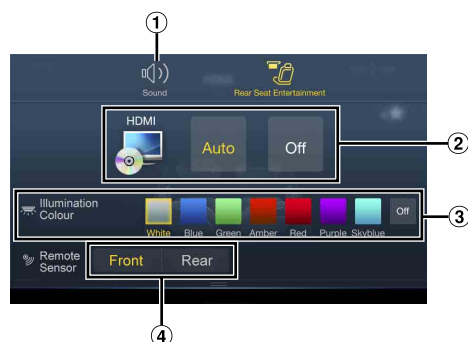 1
Sound
Rear Seat Entertainment
HDMI
Auto
Off
2
Illumination
Colour
White Blue Green Amber Red Purple Skyblue
Off
3
Remote
Sensor
Front
Rear
4